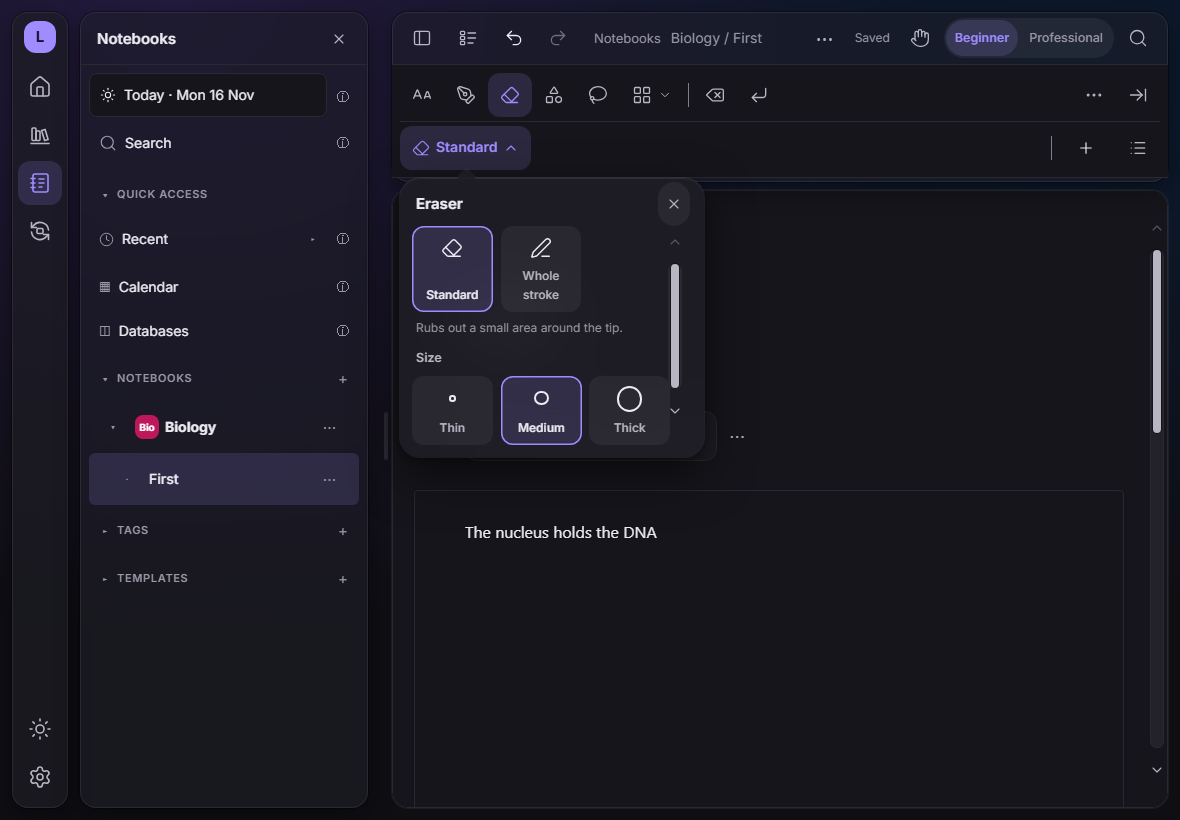 L
Notebooks
Today · Mon 16 Nov
Search
QUICK ACCESS
Recent
Calendar
Databases
NOTEBOOKS
Bio Biology
First
TAGS
TEMPLATES
Notebooks Biology / First
Saved
Beginner
Professional
AA
Standard
Eraser
Standard
Whole
stroke
Rubs out a small area around the tip.
Size
Thin
Medium
Thick
The nucleus holds the DNA